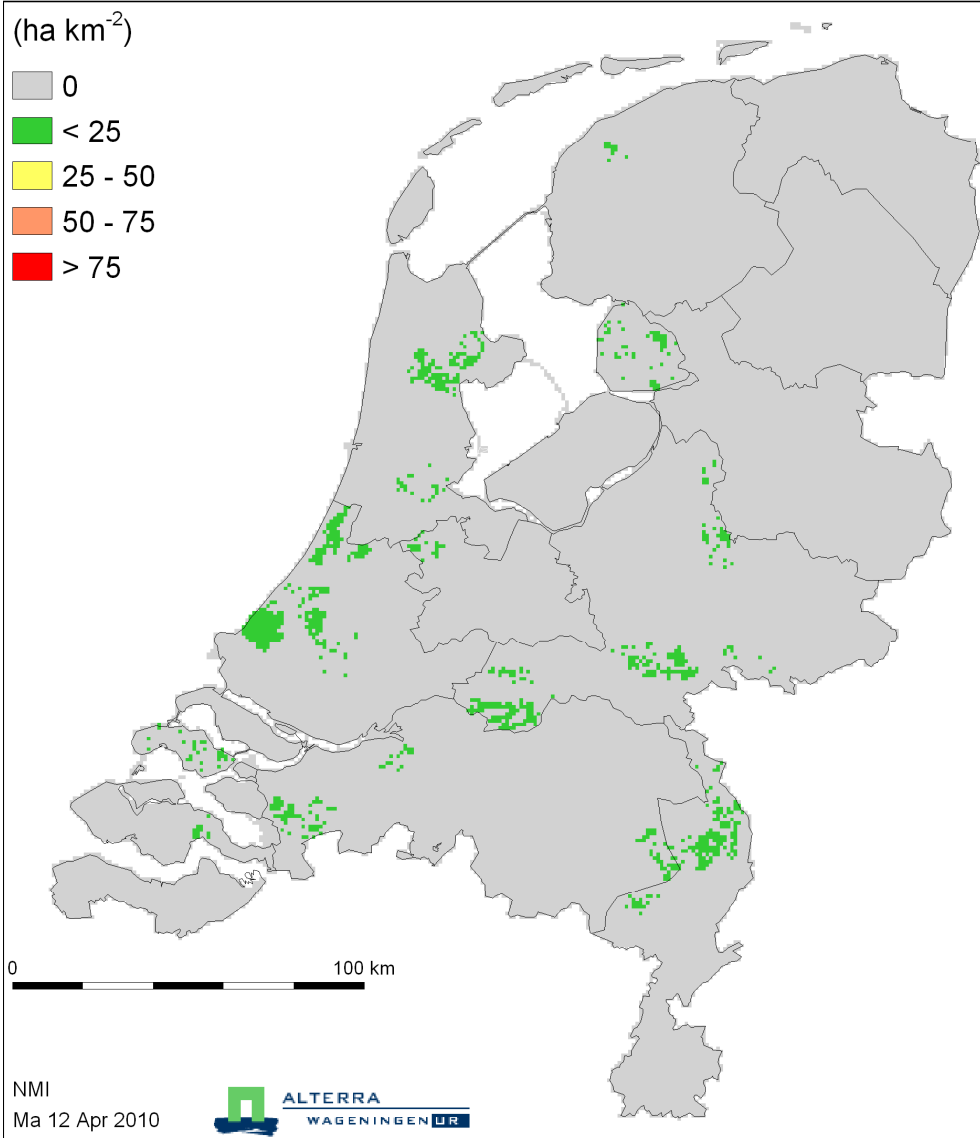 (ha km-2)
0
< 25
25 - 50
50 - 75
> 75
0 100 km
NMI
Ma 12 Apr 2010
ALTERRA
WAGENINGEN UR